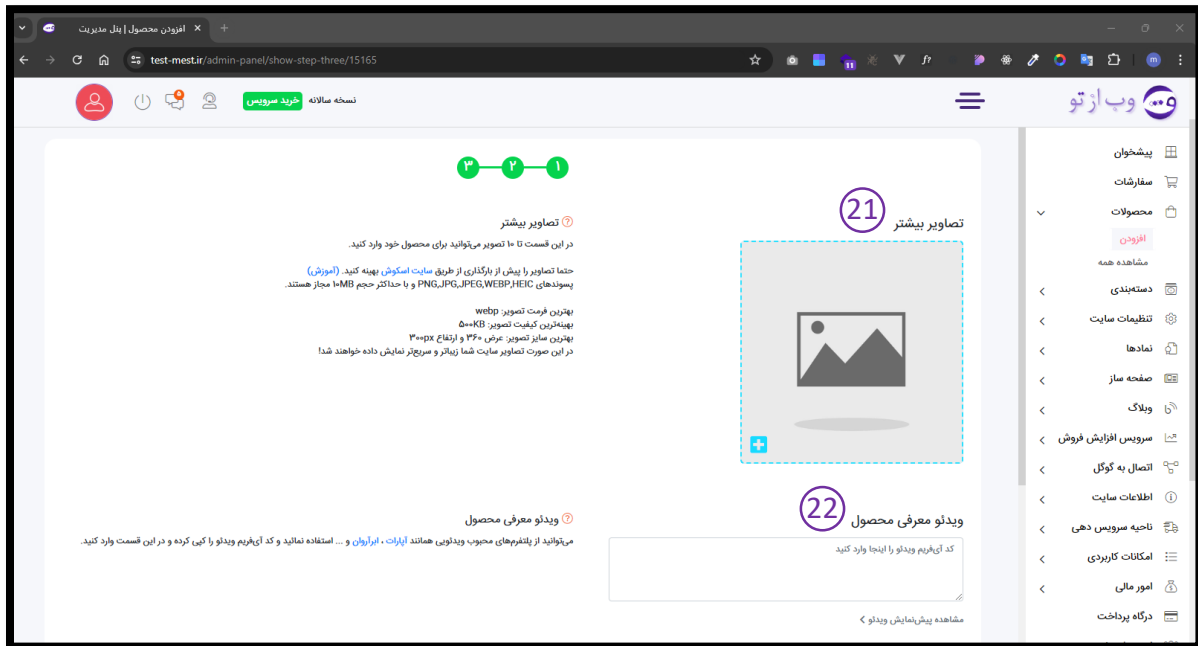 افزودن محصول | پنل مدیریت
test-mest.ir/admin-panel/show-step-three/15165
11
f?
m
وب از تو
نسخه سالانه
خرید سرویس
پیشخوان
سفارشات
محصولات
افزودن
مشاهده همه
دسته‌بندی
تنظیمات سایت
نمادها
صفحه ساز
وبلاگ
سرویس افزایش فروش
اتصال به گوگل
اطلاعات سایت
ناحیه سرویس دهی
امکانات کاربردی
امور مالی
درگاه پرداخت
۱ ۲ ۳
تصاویر بیشتر
21
تصاویر بیشتر
در این قسمت تا ۱۰ تصویر می‌توانید برای محصول خود وارد کنید.
حتما تصاویر را پیش از بارگذاری از طریق سایت اسکوش بهینه کنید. (آموزش)
پسوندهای PNG,JPG,JPEG,WEBP,HEIC و با حداکثر حجم ۱۰MB مجاز هستند.
بهترین فرمت تصویر: webp
بهینه‌ترین کیفیت تصویر: ۵۰۰KB
بهترین سایز تصویر: عرض ۳۶۰ و ارتفاع ۳۰۰px
در این صورت تصاویر سایت شما زیباتر و سریع‌تر نمایش داده خواهند شد!
ویدئو معرفی محصول
22
کد آی‌فریم ویدئو را اینجا وارد کنید
مشاهده پیش‌نمایش ویدئو
ویدئو معرفی محصول
می‌توانید از پلتفرم‌های محبوب ویدئویی همانند آپارات ، ابرآروان و ... استفاده نمائید و کد آی‌فریم ویدئو را کپی کرده و در این قسمت وارد کنید.